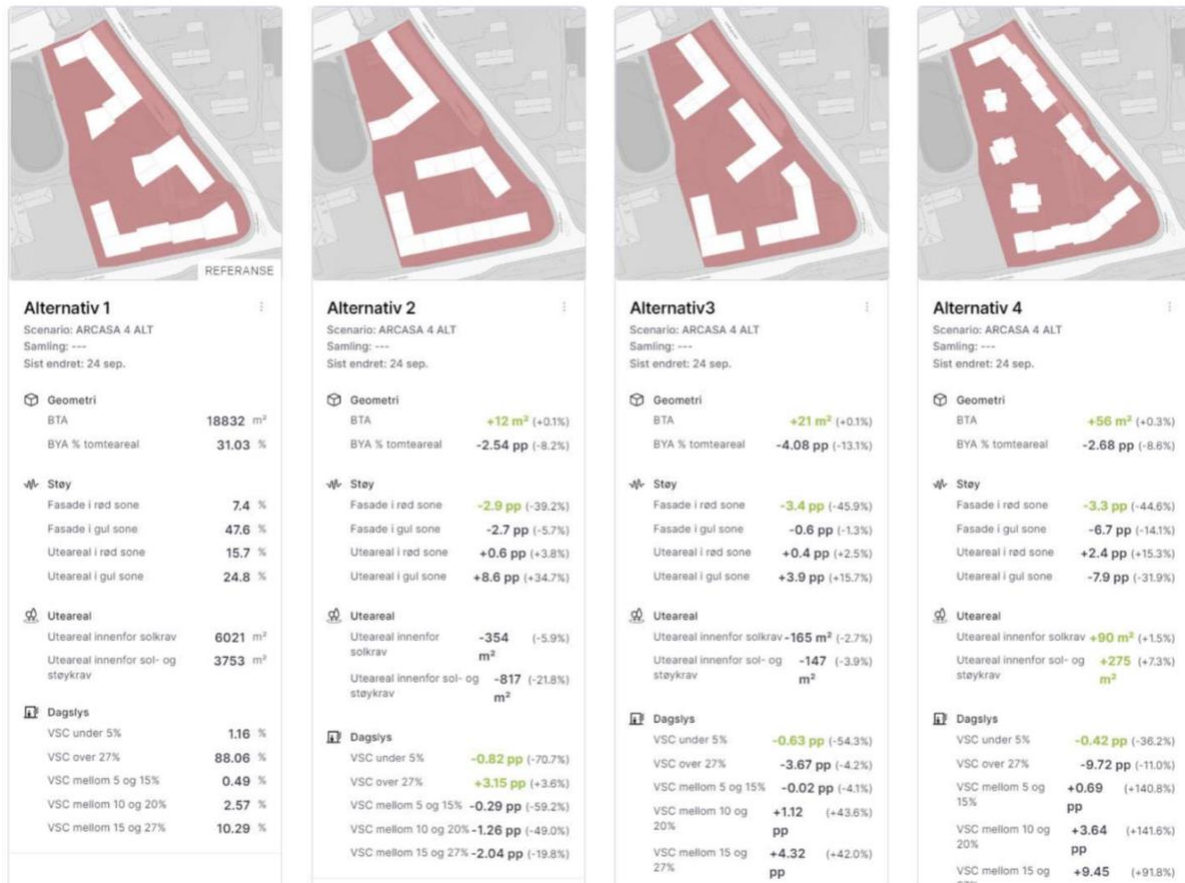 REFERANSE
Alternativ 1
Scenario: ARCASA 4 ALT
Samling: ---
Sist endret: 24 sep.
Geometri
BTA 18832 m²
BYA % tomteareal 31.03 %
Støy
Fasade i rød sone 7.4 %
Fasade i gul sone 47.6 %
Uteareal i rød sone 15.7 %
Uteareal i gul sone 24.8 %
Uteareal
Uteareal innenfor solkrav 6021 m²
Uteareal innenfor sol- og 3753 m²
støykrav
Dagslys
VSC under 5% 1.16 %
VSC over 27% 88.06 %
VSC mellom 5 og 15% 0.49 %
VSC mellom 10 og 20% 2.57 %
VSC mellom 15 og 27% 10.29 %
Alternativ 2
Scenario: ARCASA 4 ALT
Samling: ---
Sist endret: 24 sep.
Geometri
BTA +12 m² (+0.1%)
BYA % tomteareal -2.54 pp (-8.2%)
Støy
Fasade i rød sone -2.9 pp (-39.2%)
Fasade i gul sone -2.7 pp (-5.7%)
Uteareal i rød sone +0.6 pp (+3.8%)
Uteareal i gul sone +8.6 pp (+34.7%)
Uteareal
Uteareal innenfor -354 (-5.9%)
solkrav m²
Uteareal innenfor sol- og -817 (-21.8%)
støykrav m²
Dagslys
VSC under 5% -0.82 pp (-70.7%)
VSC over 27% +3.15 pp (+3.6%)
VSC mellom 5 og 15% -0.29 pp (-59.2%)
VSC mellom 10 og 20% -1.26 pp (-49.0%)
VSC mellom 15 og 27% -2.04 pp (-19.8%)
Alternativ3
Scenario: ARCASA 4 ALT
Samling: ---
Sist endret: 24 sep.
Geometri
BTA +21 m² (+0.1%)
BYA % tomteareal -4.08 pp (-13.1%)
Støy
Fasade i rød sone -3.4 pp (-45.9%)
Fasade i gul sone -0.6 pp (-1.3%)
Uteareal i rød sone +0.4 pp (+2.5%)
Uteareal i gul sone +3.9 pp (+15.7%)
Uteareal
Uteareal innenfor solkrav -165 m² (-2.7%)
Uteareal innenfor sol- og -147 (-3.9%)
støykrav m²
Dagslys
VSC under 5% -0.63 pp (-54.3%)
VSC over 27% -3.67 pp (-4.2%)
VSC mellom 5 og 15% -0.02 pp (-4.1%)
VSC mellom 10 og +1.12 (+43.6%)
20% pp
VSC mellom 15 og +4.32 (+42.0%)
27% pp
Alternativ 4
Scenario: ARCASA 4 ALT
Samling: ---
Sist endret: 24 sep.
Geometri
BTA +56 m² (+0.3%)
BYA % tomteareal -2.68 pp (-8.6%)
Støy
Fasade i rød sone -3.3 pp (-44.6%)
Fasade i gul sone -6.7 pp (-14.1%)
Uteareal i rød sone +2.4 pp (+15.3%)
Uteareal i gul sone -7.9 pp (-31.9%)
Uteareal
Uteareal innenfor solkrav +90 m² (+1.5%)
Uteareal innenfor sol- og +275 (+7.3%)
støykrav m²
Dagslys
VSC under 5% -0.42 pp (-36.2%)
VSC over 27% -9.72 pp (-11.0%)
VSC mellom 5 og +0.69 (+140.8%)
15% pp
VSC mellom 10 og +3.64 (+141.6%)
20% pp
VSC mellom 15 og +9.45 (+91.8%)